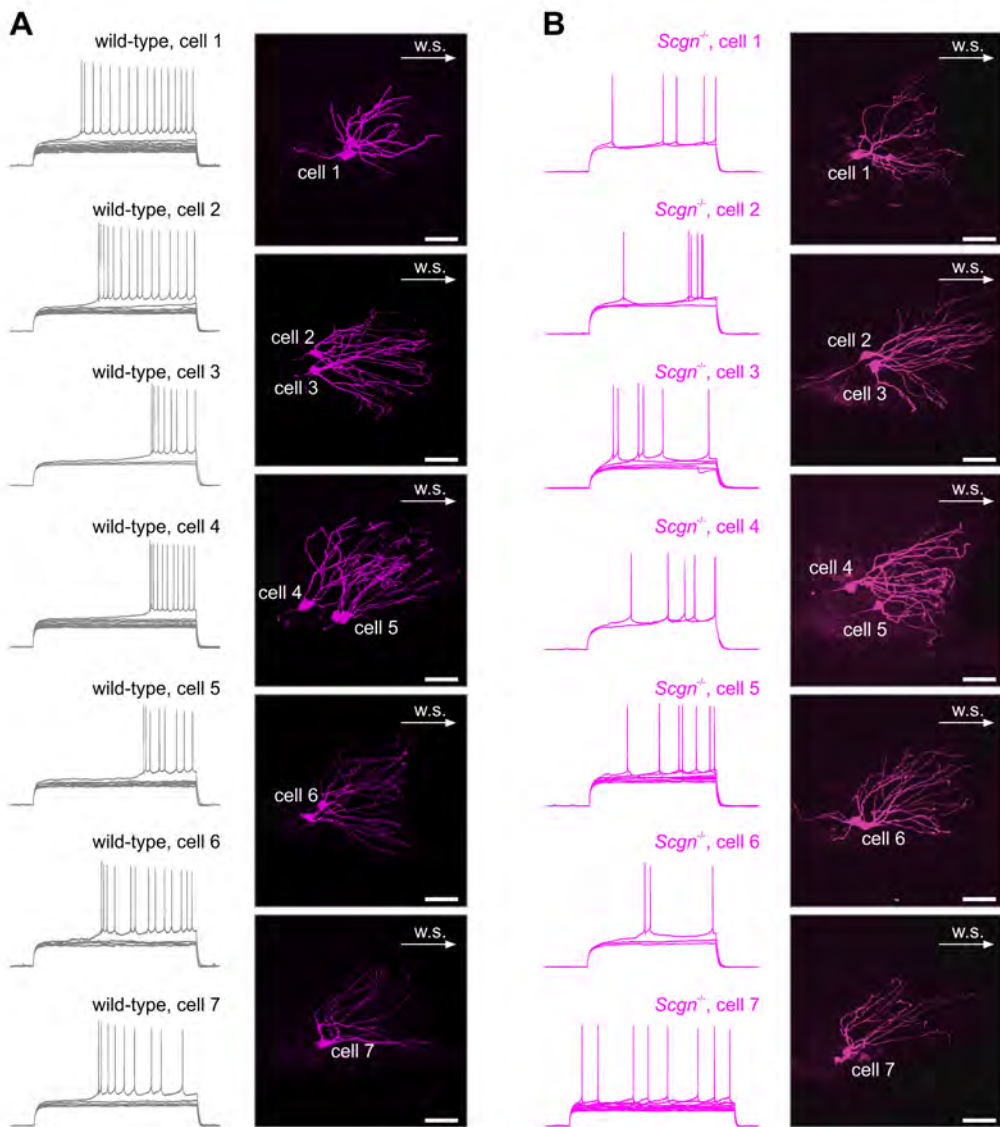 A
wild-type, cell 1
w.s.
cell 1
wild-type, cell 2
w.s.
cell 2
cell 3
wild-type, cell 3
wild-type, cell 4
w.s.
cell 4
cell 5
wild-type, cell 5
w.s.
cell 6
wild-type, cell 6
wild-type, cell 7
w.s.
cell 7
B
Scgn-/-, cell 1
w.s.
cell 1
Scgn-/-, cell 2
w.s.
cell 2
cell 3
Scgn-/-, cell 3
Scgn-/-, cell 4
w.s.
cell 4
cell 5
Scgn-/-, cell 5
w.s.
cell 6
Scgn-/-, cell 6
Scgn-/-, cell 7
w.s.
cell 7